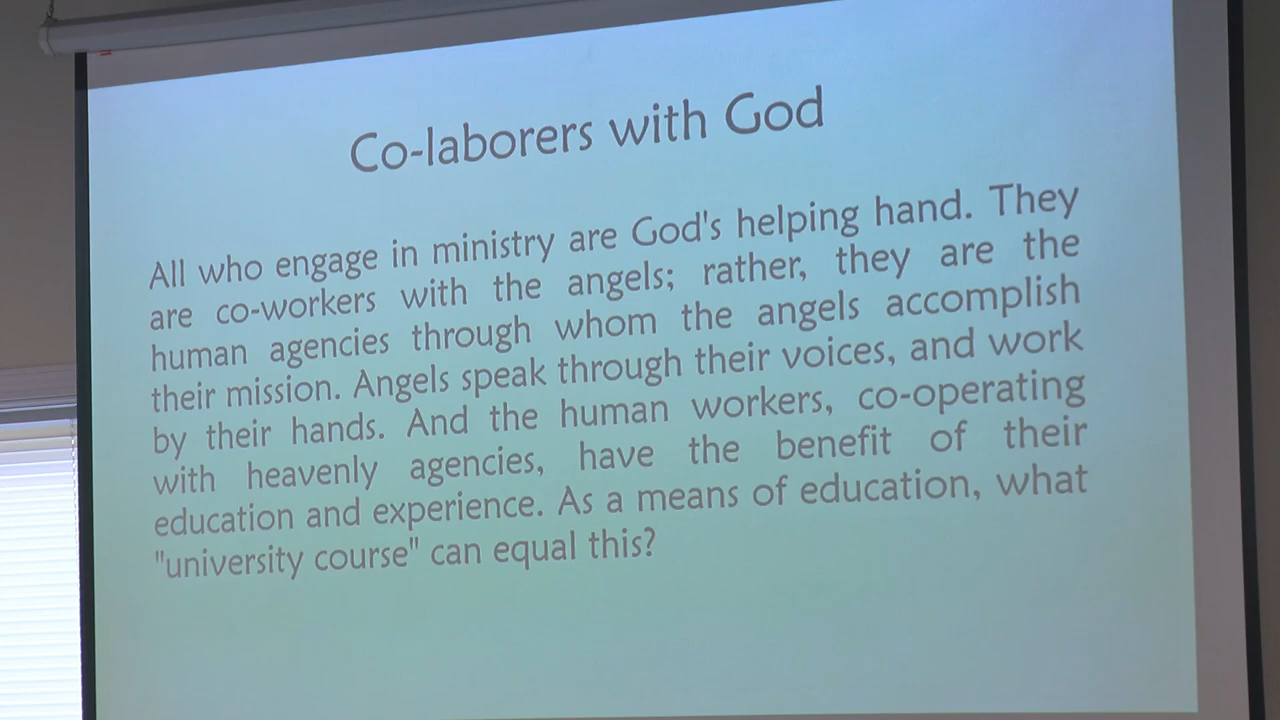 Co-laborers with God
All who engage in ministry are God's helping hand. They
are co-workers with the angels; rather, they are the
human agencies through whom the angels accomplish
their mission. Angels speak through their voices, and work
by their hands. And the human workers, co-operating
with heavenly agencies, have the benefit of their
education and experience. As a means of education, what
"university course" can equal this?